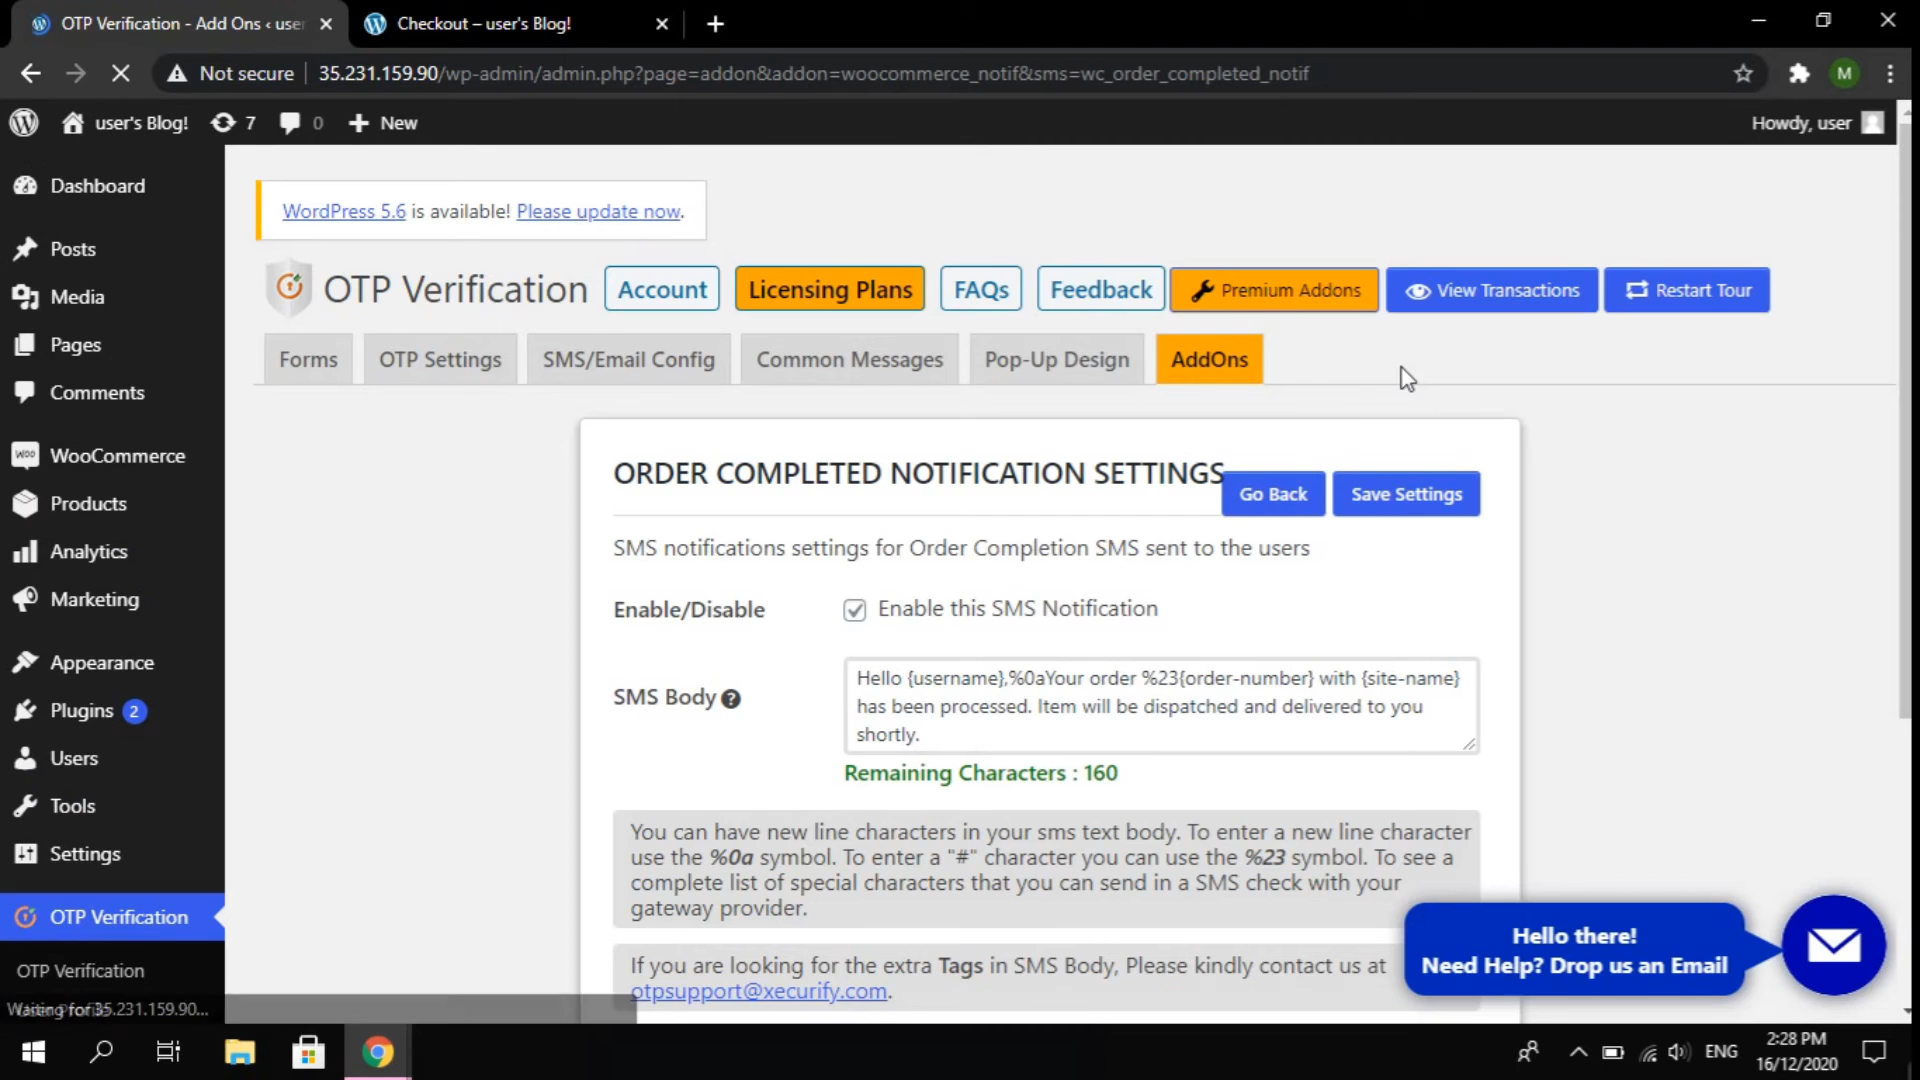 OTP Verification - Add Ons ‹ user
Checkout – user's Blog!
Not secure
35.231.159.90/wp-admin/admin.php?page=addon&addon=woocommerce_notif&sms=wc_order_completed_notif
M
user's Blog!
7
0
New
Howdy, user
Dashboard
Posts
Media
Pages
Comments
WooCommerce
Products
Analytics
Marketing
Appearance
Plugins 2
Users
Tools
Settings
OTP Verification
OTP Verification
Waiting for 35.231.159.90...
WordPress 5.6 is available! Please update now.
OTP Verification
Account
Licensing Plans
FAQs
Feedback
Premium Addons
View Transactions
Restart Tour
Forms
OTP Settings
SMS/Email Config
Common Messages
Pop-Up Design
AddOns
ORDER COMPLETED NOTIFICATION SETTINGS
Go Back
Save Settings
SMS notifications settings for Order Completion SMS sent to the users
Enable/Disable
Enable this SMS Notification
SMS Body
Hello {username},%0aYour order %23{order-number} with {site-name}
has been processed. Item will be dispatched and delivered to you
shortly.
Remaining Characters : 160
You can have new line characters in your sms text body. To enter a new line character
use the %0a symbol. To enter a "#" character you can use the %23 symbol. To see a
complete list of special characters that you can send in a SMS check with your
gateway provider.
If you are looking for the extra Tags in SMS Body, Please kindly contact us at
otpsupport@xecurify.com.
Hello there!
Need Help? Drop us an Email
ENG
2:28 PM
16/12/2020